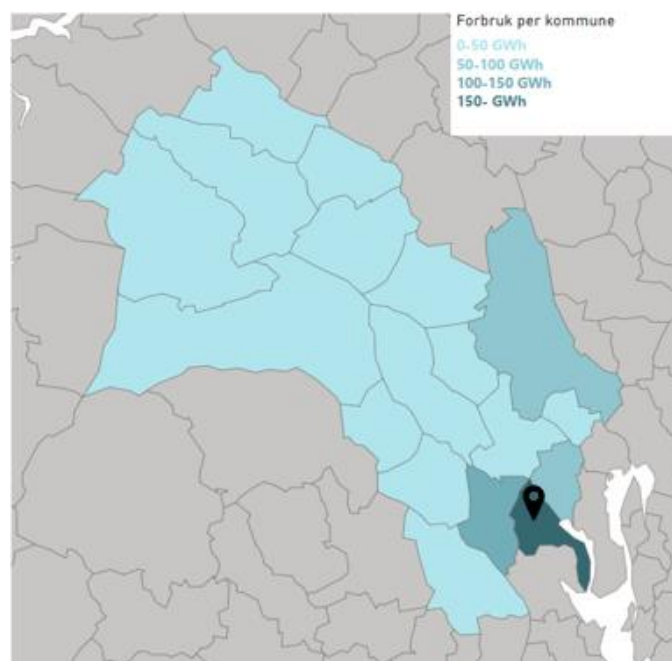 Forbruk per kommune
0-50 GWh
50-100 GWh
100-150 GWh
150- GWh